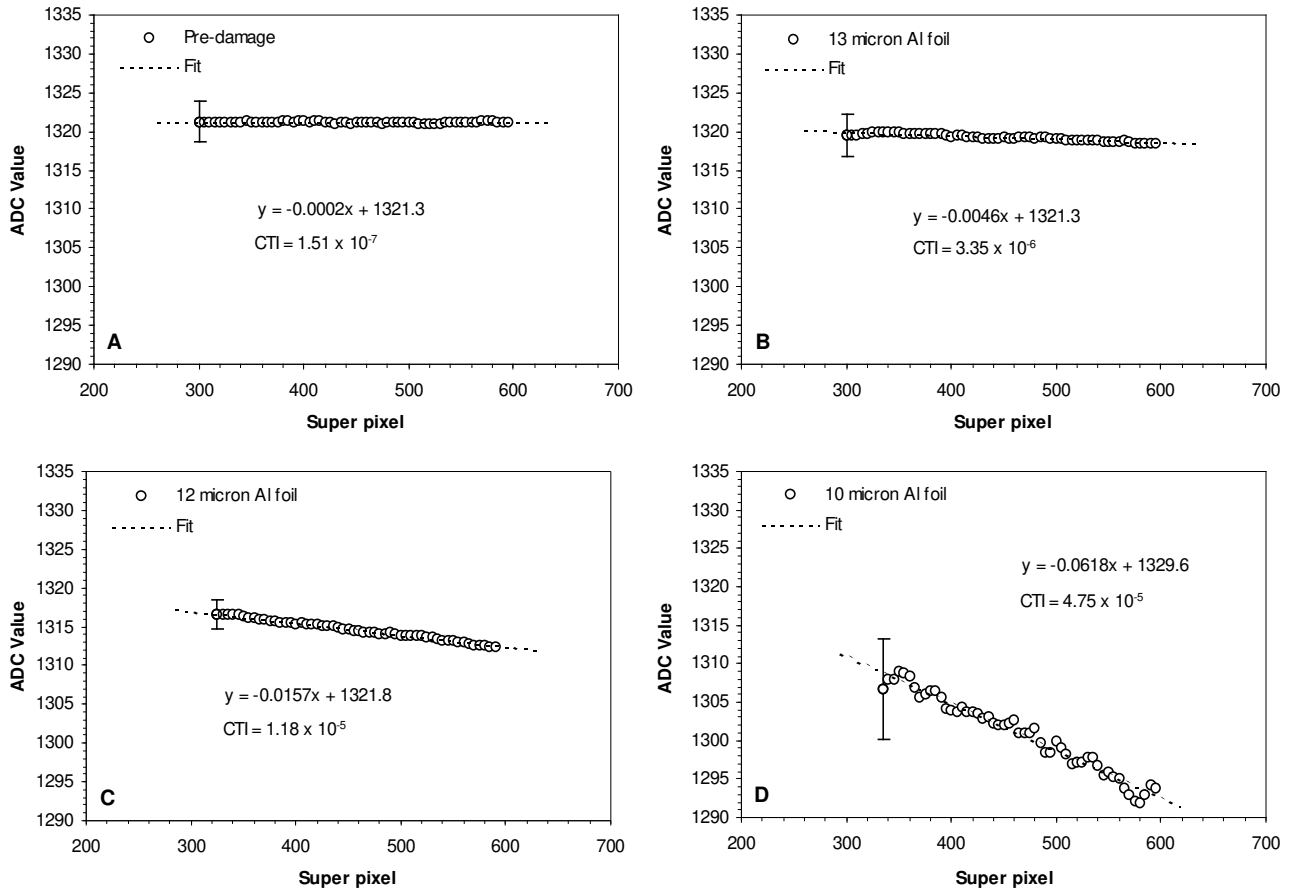 1335
1330
1325
1320
1315
1310
1305
1300
1295
1290
ADC Value
Pre-damage
Fit
y = -0.0002x + 1321.3
CTI = 1.51 x 10⁻⁷
A
200 300 400 500 600 700
Super pixel
1335
1330
1325
1320
1315
1310
1305
1300
1295
1290
ADC Value
13 micron Al foil
Fit
y = -0.0046x + 1321.3
CTI = 3.35 x 10⁻⁶
B
200 300 400 500 600 700
Super pixel
1335
1330
1325
1320
1315
1310
1305
1300
1295
1290
ADC Value
12 micron Al foil
Fit
y = -0.0157x + 1321.8
CTI = 1.18 x 10⁻⁵
C
200 300 400 500 600 700
Super pixel
1335
1330
1325
1320
1315
1310
1305
1300
1295
1290
ADC Value
10 micron Al foil
Fit
y = -0.0618x + 1329.6
CTI = 4.75 x 10⁻⁵
D
200 300 400 500 600 700
Super pixel